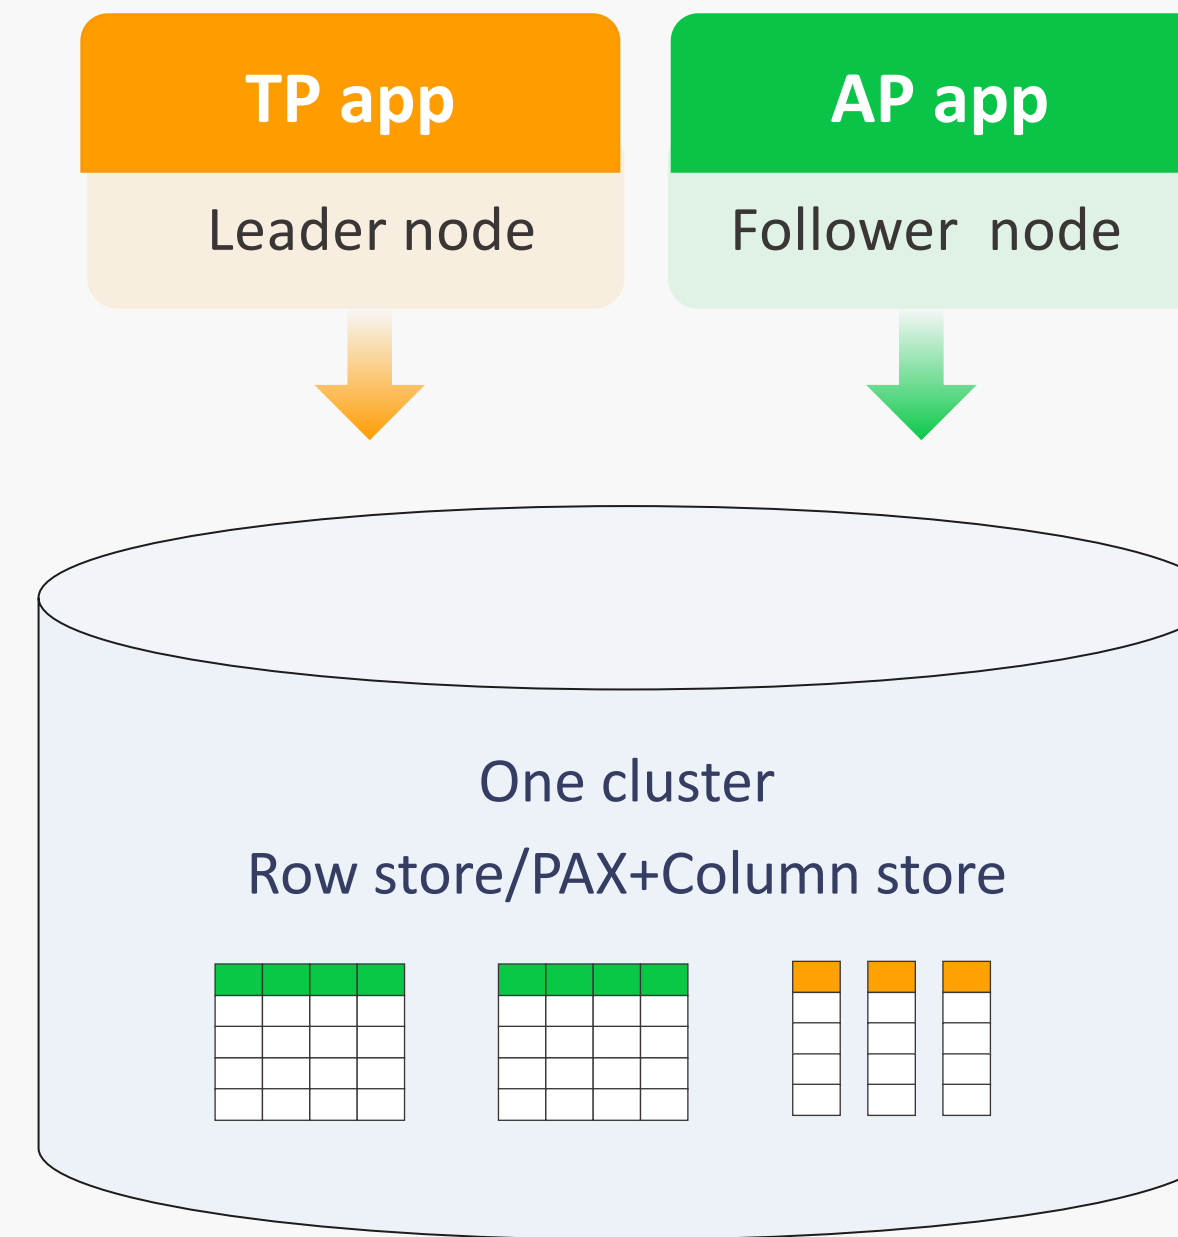 TP app
AP app
Leader node
Follower node
One cluster
Row store/PAX+Column store